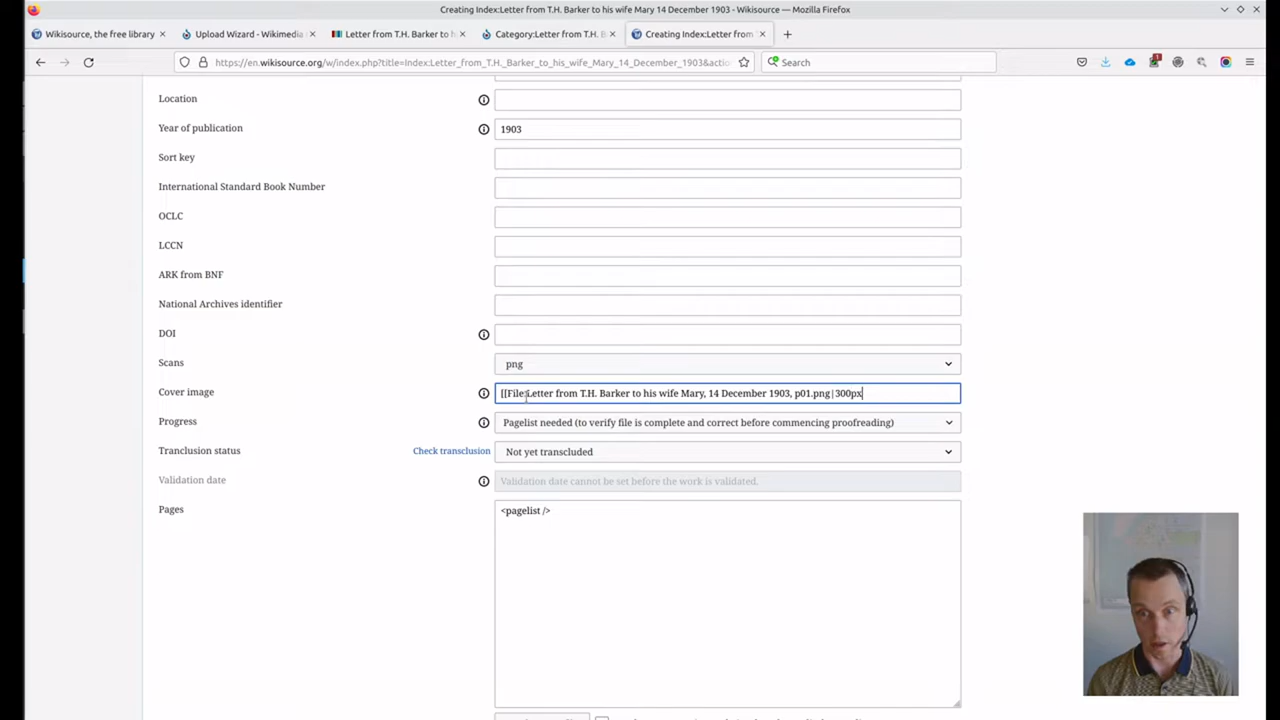 Creating Index:Letter from T.H. Barker to his wife Mary 14 December 1903 - Wikisource — Mozilla Firefox
Wikisource, the free library
Upload Wizard - Wikimedia
Letter from T.H. Barker to h
Category:Letter from T.H. B
Creating Index:Letter from
https://en.wikisource.org/w/index.php?title=Index:Letter_from_T.H._Barker_to_his_wife_Mary_14_December_1903&actio
Search
Location
Year of publication
1903
Sort key
International Standard Book Number
OCLC
LCCN
ARK from BNF
National Archives identifier
DOI
Scans
png
Cover image
[[File:Letter from T.H. Barker to his wife Mary, 14 December 1903, p01.png|300px
Progress
Pagelist needed (to verify file is complete and correct before commencing proofreading)
Tranclusion status
Check transclusion
Not yet transcluded
Validation date
Validation date cannot be set before the work is validated.
Pages
<pagelist />